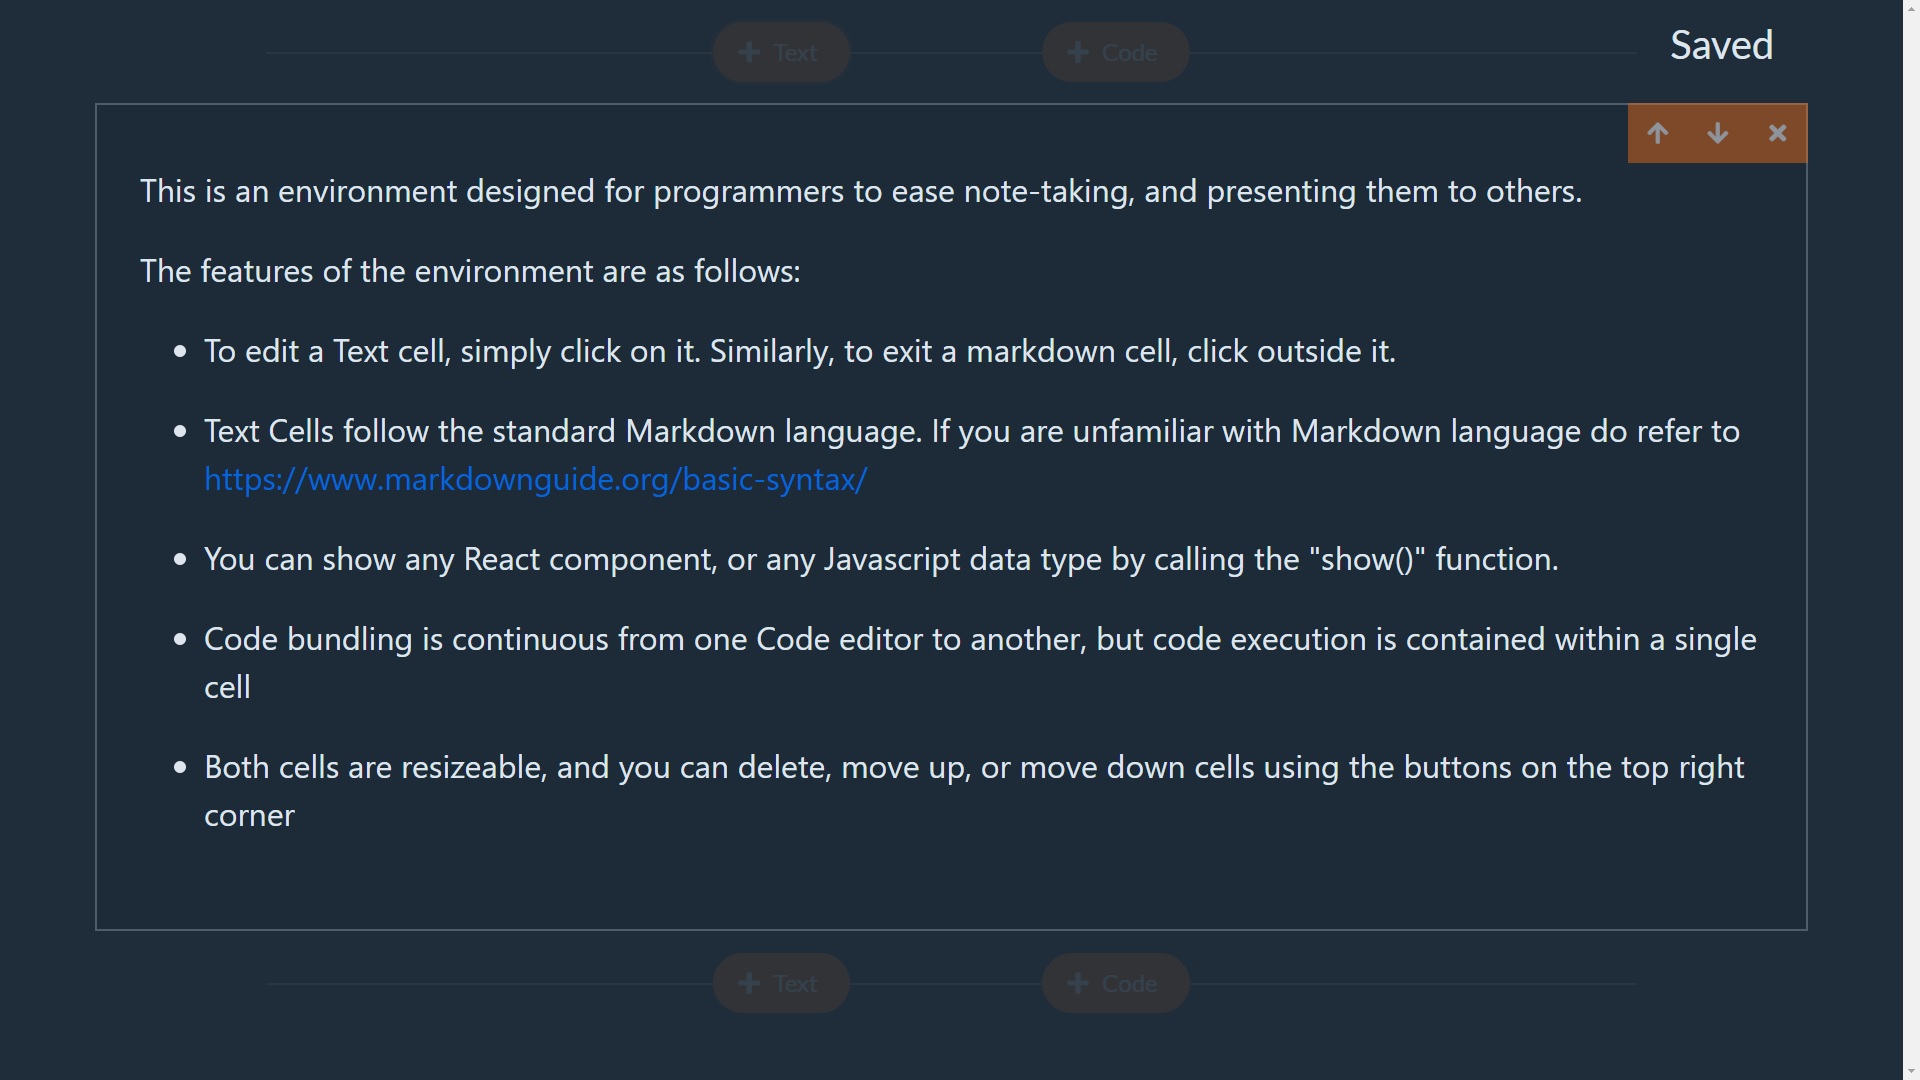 Text
Code
Saved
This is an environment designed for programmers to ease note-taking, and presenting them to others.
The features of the environment are as follows:
To edit a Text cell, simply click on it. Similarly, to exit a markdown cell, click outside it.
Text Cells follow the standard Markdown language. If you are unfamiliar with Markdown language do refer to
https://www.markdownguide.org/basic-syntax/
You can show any React component, or any Javascript data type by calling the "show()" function.
Code bundling is continuous from one Code editor to another, but code execution is contained within a single
cell
Both cells are resizeable, and you can delete, move up, or move down cells using the buttons on the top right
corner
Text
Code